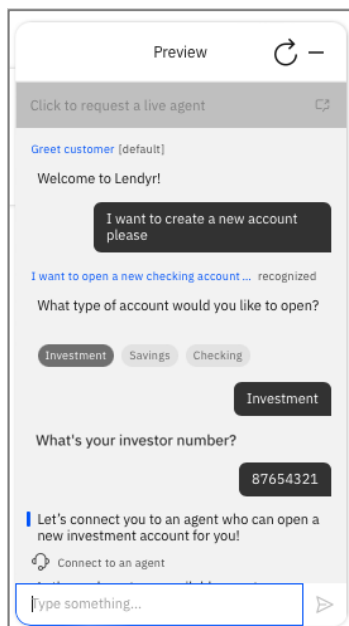 Preview
Click to request a live agent
Greet customer [default]
Welcome to Lendyr!
I want to create a new account
please
I want to open a new checking account... recognized
What type of account would you like to open?
Investment Savings Checking
Investment
What's your investor number?
87654321
Let's connect you to an agent who can open a
new investment account for you!
Connect to an agent
Type something...